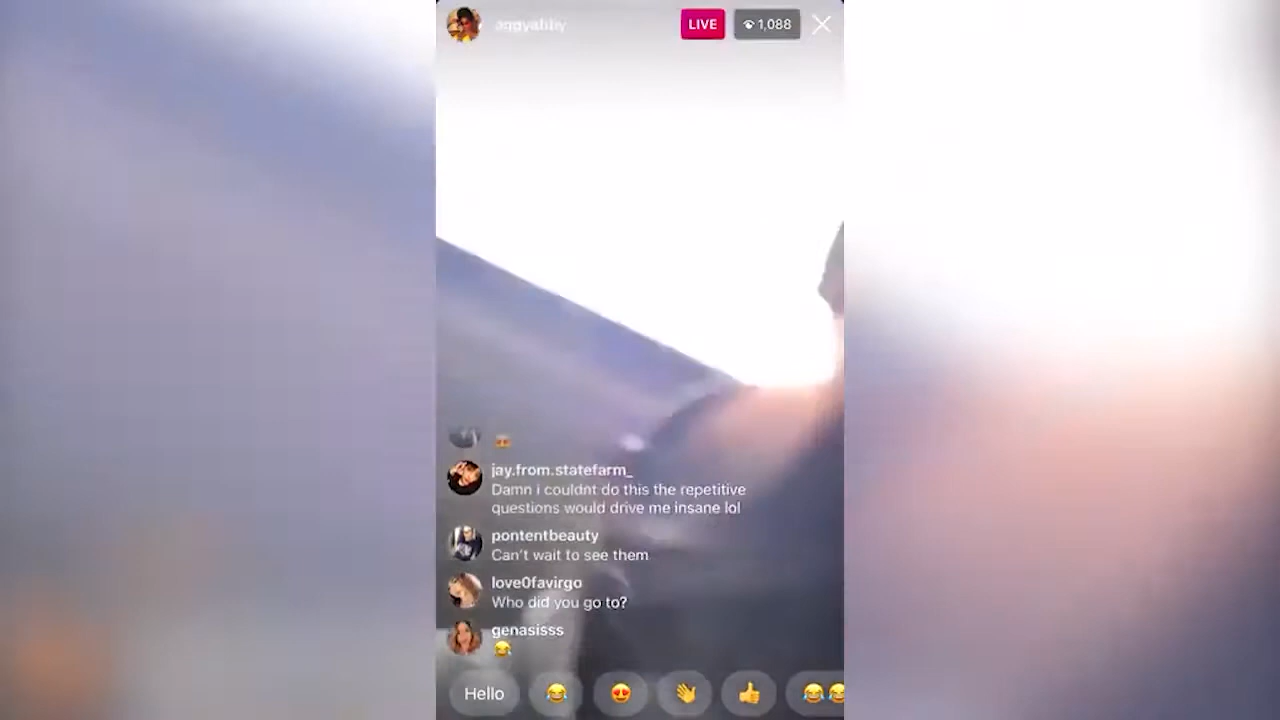 aggyabby
LIVE
1,088
jay.from.statefarm_
Damn i couldnt do this the repetitive
questions would drive me insane lol
pontentbeauty
Can't wait to see them
love0favirgo
Who did you go to?
genasisss
😂
Hello 😂 😍 👋 👍 😂😂